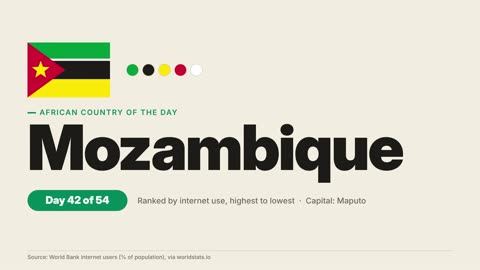 AFRICAN COUNTRY OF THE DAY
Mozambique
Day 42 of 54
Ranked by internet use, highest to lowest · Capital: Maputo
Source: World Bank internet users (% of population), via worldstats.io